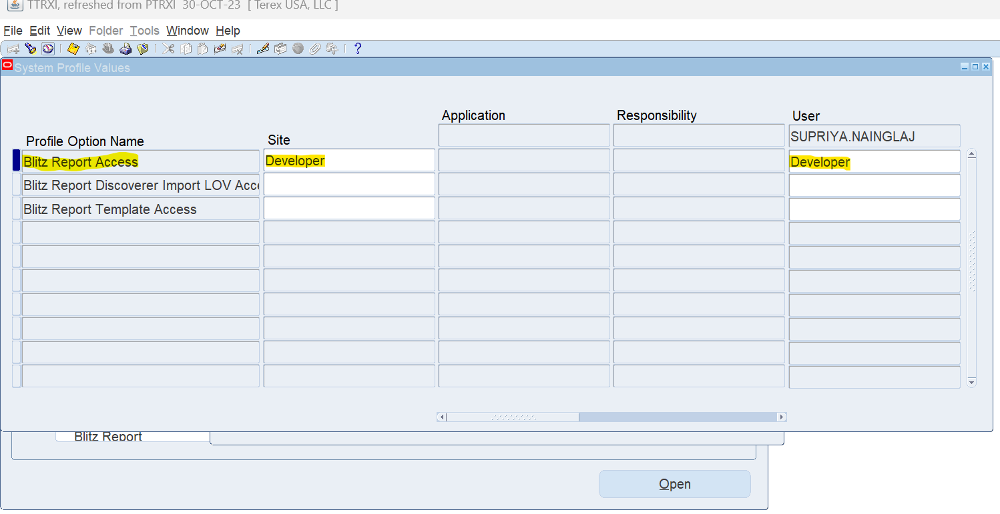 TTRXI, refreshed from PTRXI 30-OCT-23 [ Terex USA, LLC ]
File Edit View Folder Tools Window Help
System Profile Values
Application Responsibility User
SUPRIYA.NAINGLAJ
Profile Option Name Site
Blitz Report Access Developer Developer
Blitz Report Discoverer Import LOV Acce
Blitz Report Template Access
Blitz Report
Open